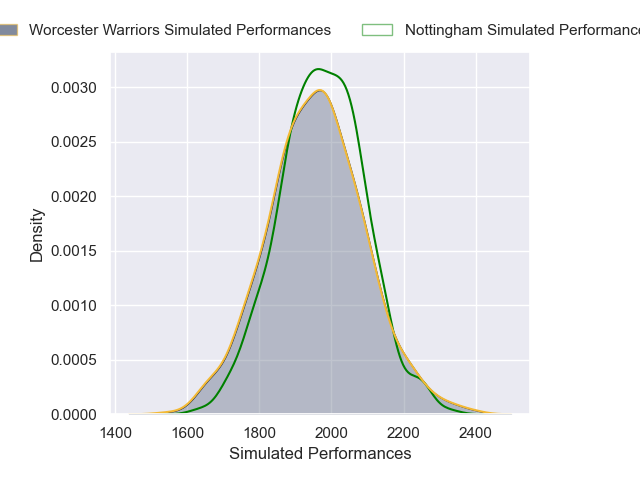 Worcester Warriors Simulated Performances Nottingham Simulated Performance
0.0030
0.0025
0.0020
0.0015
0.0010
0.0005
0.0000
Density
1400 1600 1800 2000 2200 2400
Simulated Performances